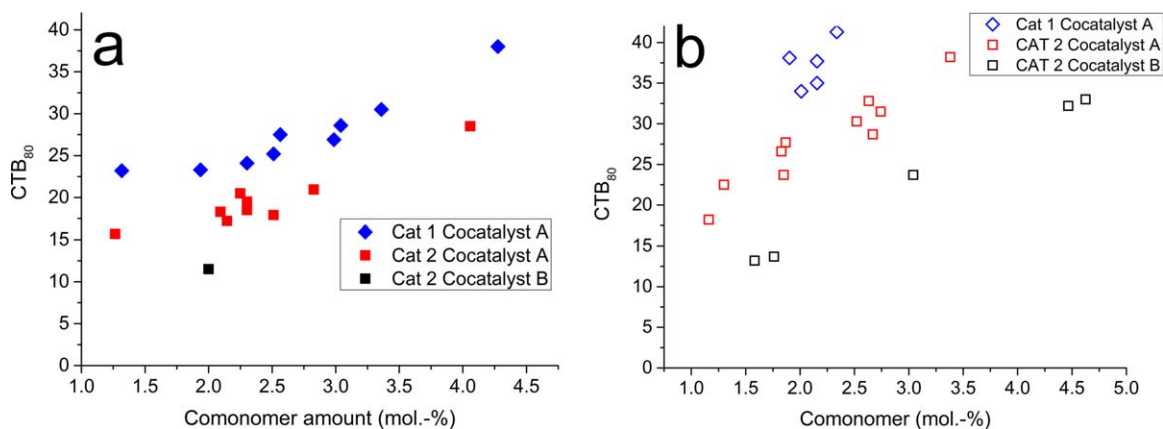 a
40
35
30
25
20
15
10
5
0
CTB80
1.0 1.5 2.0 2.5 3.0 3.5 4.0 4.5
Comonomer amount (mol.-%)
Cat 1 Cocatalyst A
Cat 2 Cocatalyst A
Cat 2 Cocatalyst B
b
40
35
30
25
20
15
10
5
0
CTB80
1.0 1.5 2.0 2.5 3.0 3.5 4.0 4.5 5.0
Comonomer (mol.-%)
Cat 1 Cocatalyst A
CAT 2 Cocatalyst A
CAT 2 Cocatalyst B